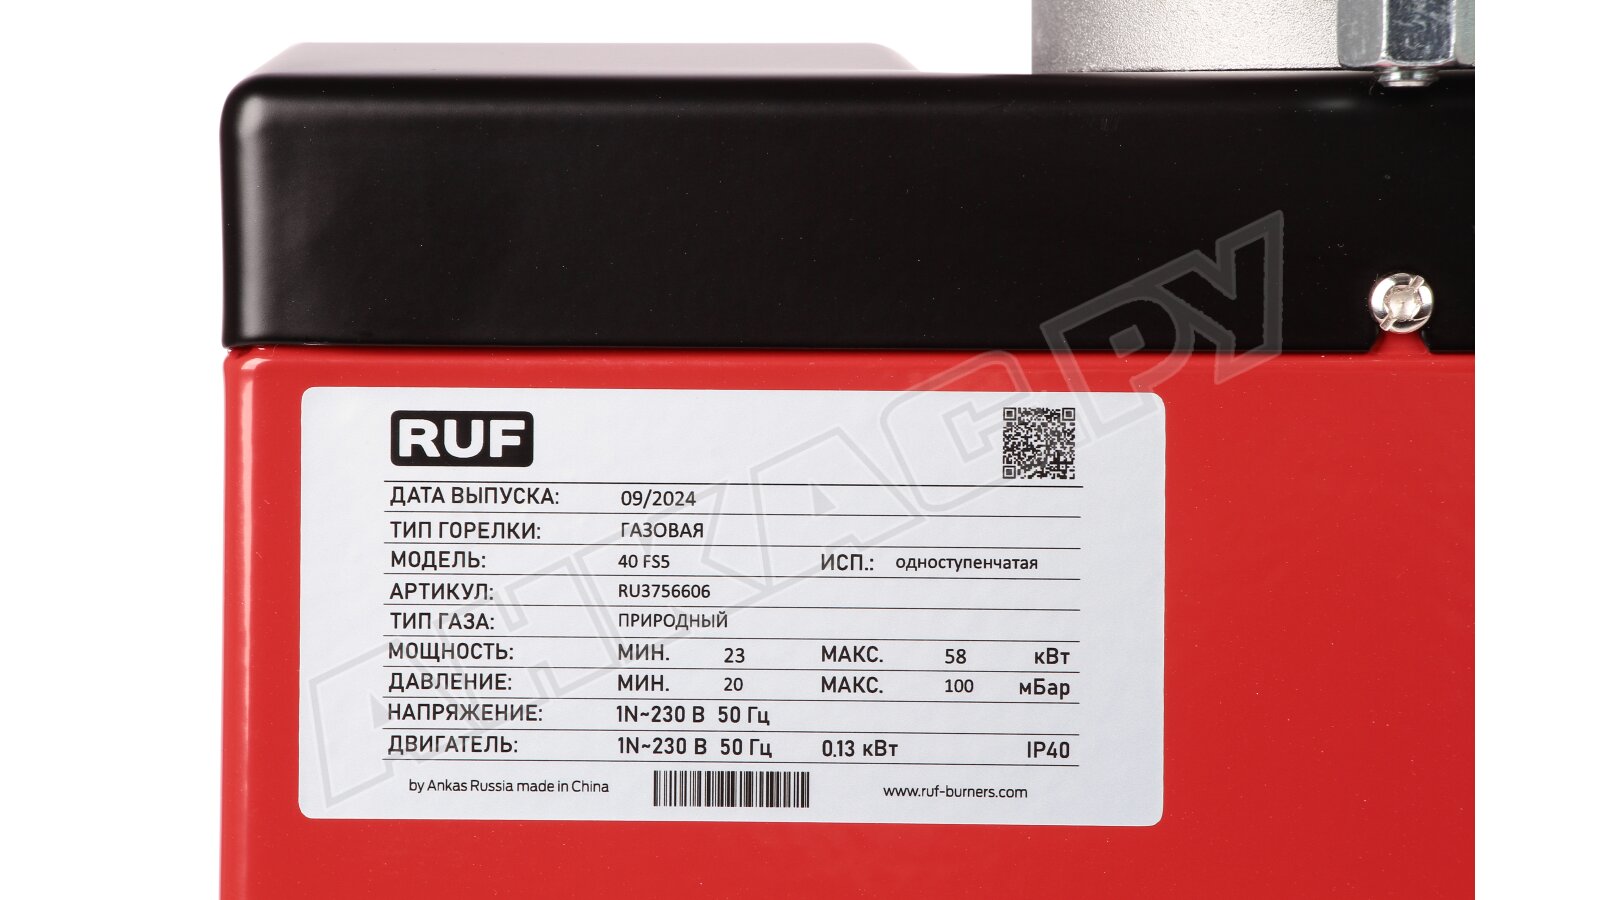 RUF
ДАТА ВЫПУСКА: 09/2024
ТИП ГОРЕЛКИ: ГАЗОВАЯ
МОДЕЛЬ: 40 FS5 ИСП.: одноступенчатая
АРТИКУЛ: RU3756606
ТИП ГАЗА: ПРИРОДНЫЙ
МОЩНОСТЬ: МИН. 23 МАКС. 58 кВт
ДАВЛЕНИЕ: МИН. 20 МАКС. 100 мБар
НАПРЯЖЕНИЕ: 1N~230 В 50 Гц
ДВИГАТЕЛЬ: 1N~230 В 50 Гц 0.13 кВт IP40
by Ankas Russia made in China www.ruf-burners.com
АНКАС.РУ